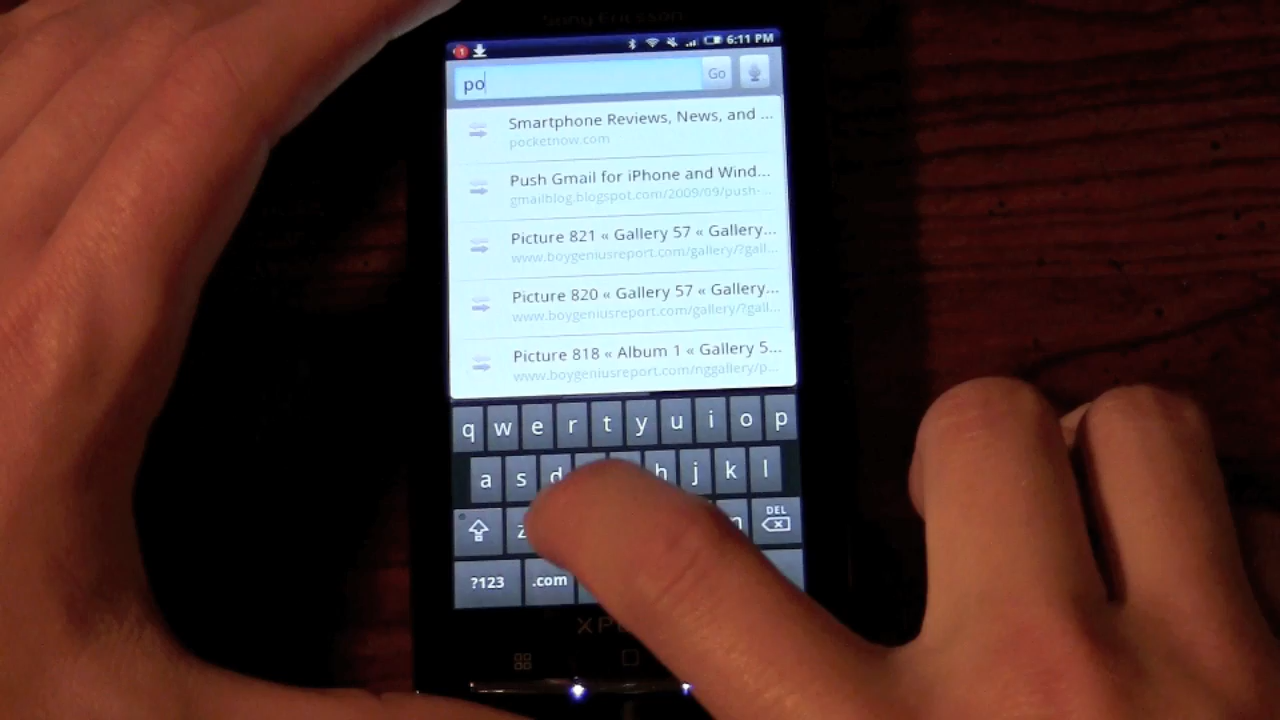 Sony Ericsson
1 6:11 PM
po Go
Smartphone Reviews, News, and ...
pocketnow.com
Push Gmail for iPhone and Wind...
gmailblog.blogspot.com/2009/09/push-...
Picture 821 « Gallery 57 « Gallery...
www.boygeniusreport.com/gallery/?gall...
Picture 820 « Gallery 57 « Gallery...
www.boygeniusreport.com/gallery/?gall...
Picture 818 « Album 1 « Gallery 5...
www.boygeniusreport.com/nggallery/p...
q w e r t y u i o p
a s d h j k l
z n DEL
?123 .com
XP